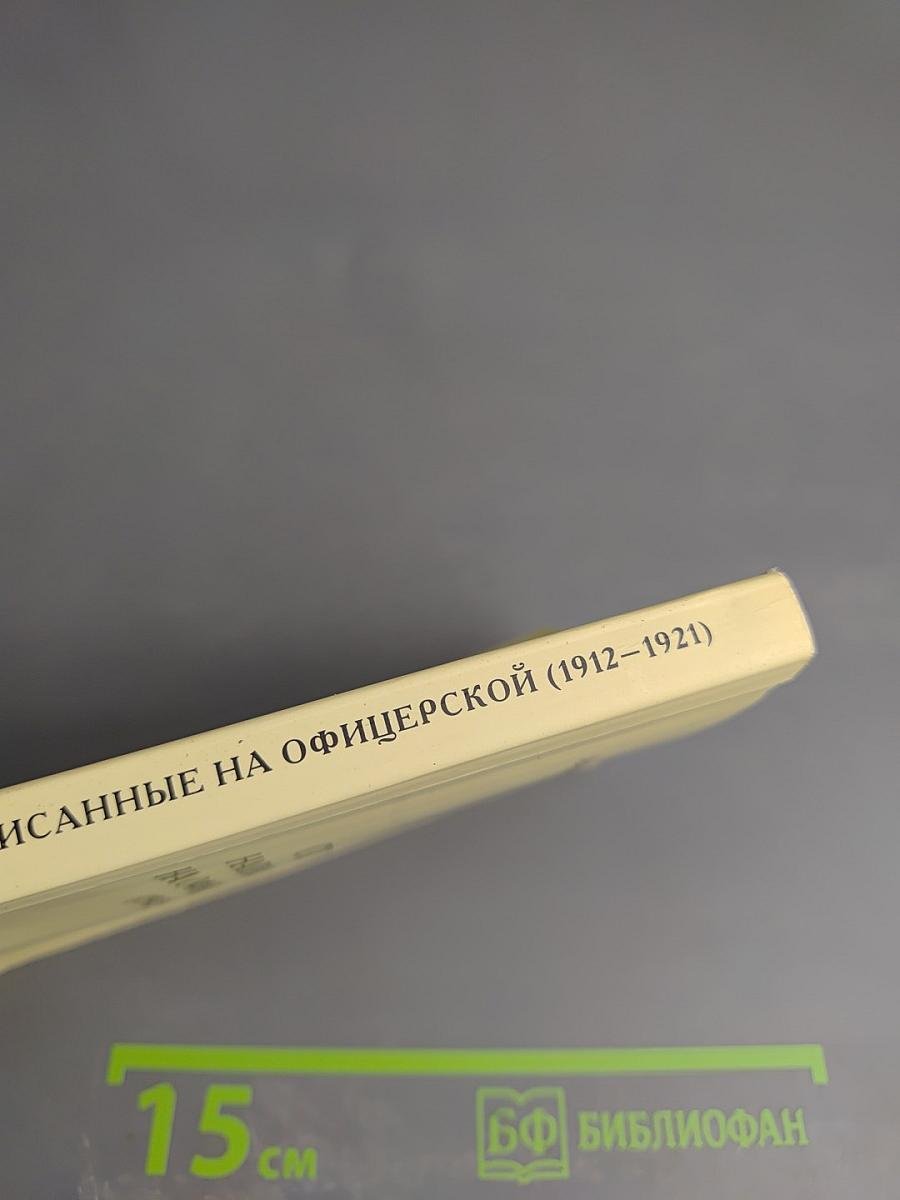 ИСАННЫЕ НА ОФИЦЕРСКОЙ (1912–1921)
15 см
БФ БИБЛИОФАН